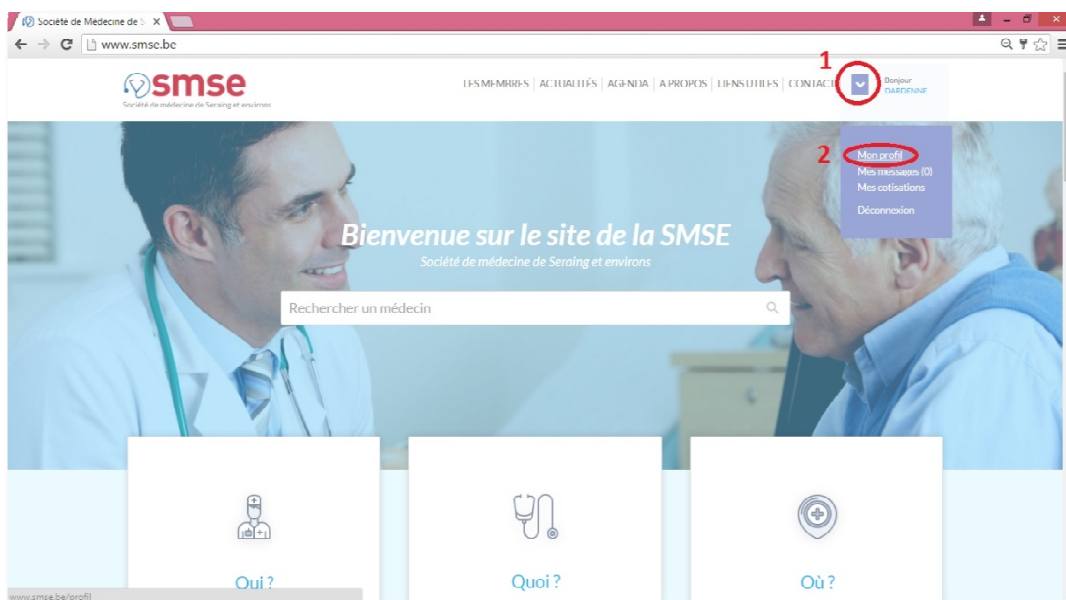 Société de Médecine de S
www.smse.be
1
smse
Société de médecine de Seraing et environs
LES MEMBRES | ACTUALITÉS | AGENDA | A PROPOS | LIENS UTILES | CONTACT
Bonjour
DARDENNE
2
Mon profil
Mes messages (0)
Mes cotisations
Déconnexion
Bienvenue sur le site de la SMSE
Société de médecine de Seraing et environs
Rechercher un médecin
Qui ?
Quoi ?
Où ?
www.smse.be/profil